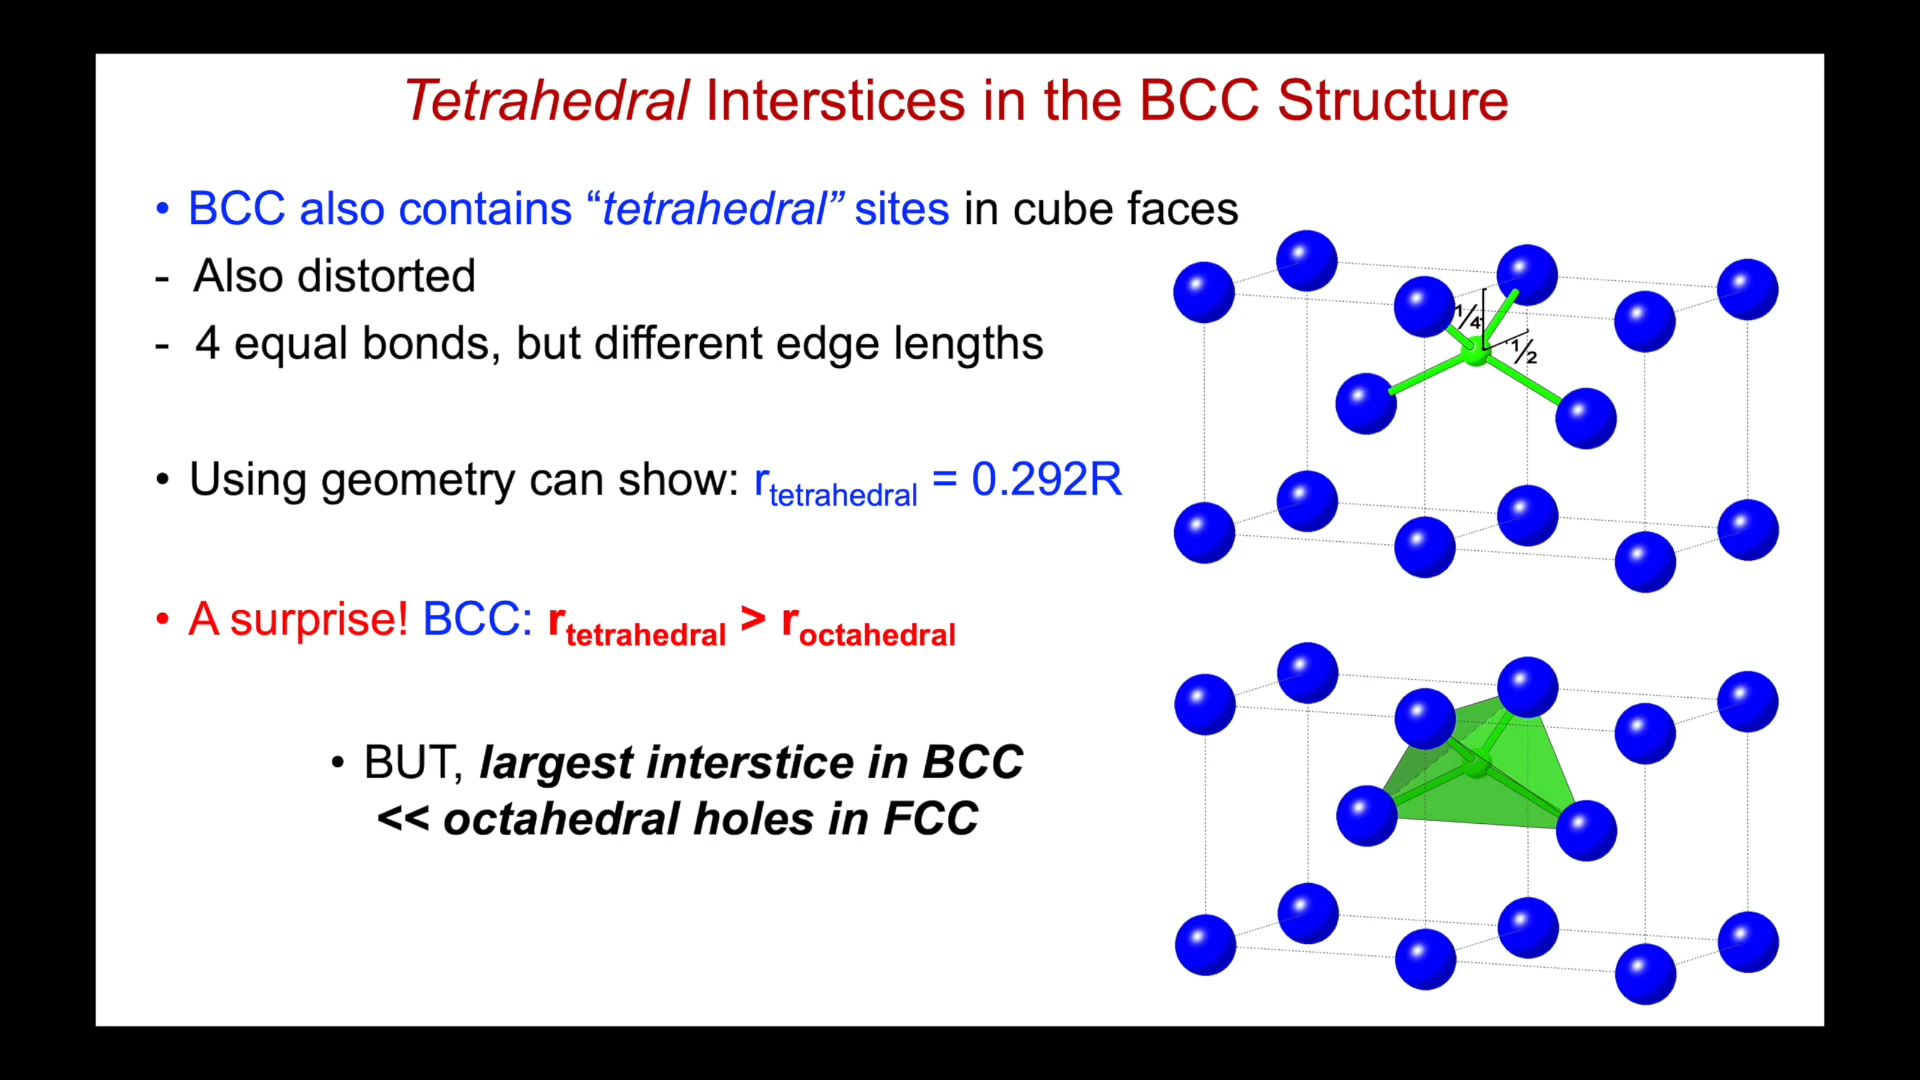 Tetrahedral Interstices in the BCC Structure
• BCC also contains “tetrahedral” sites in cube faces
- Also distorted
- 4 equal bonds, but different edge lengths
• Using geometry can show: rtetrahedral = 0.292R
• A surprise! BCC: rtetrahedral > roctahedral
• BUT, largest interstice in BCC
<< octahedral holes in FCC
¼
½